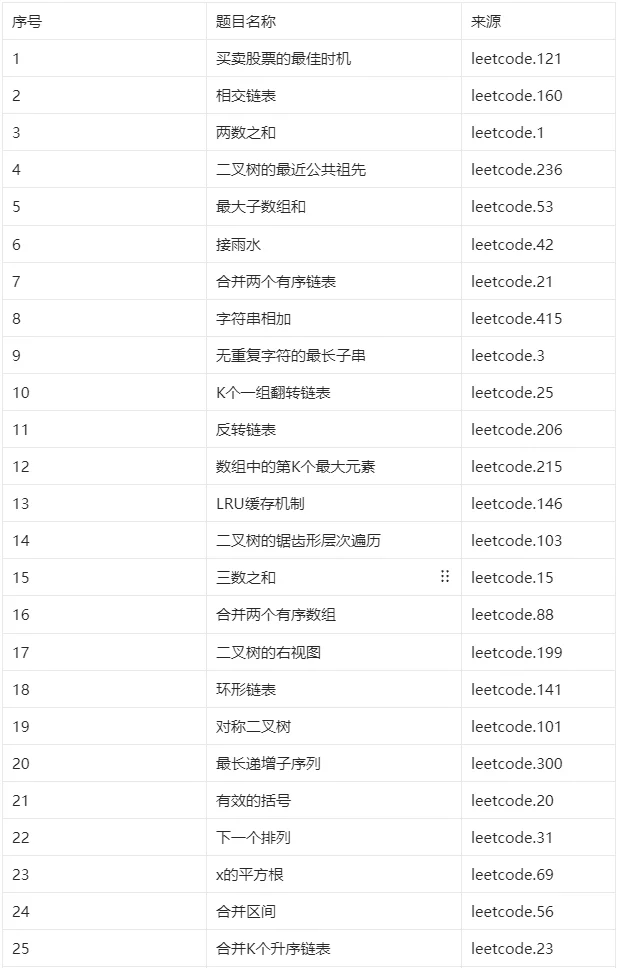 序号 题目名称 来源
1 买卖股票的最佳时机 leetcode.121
2 相交链表 leetcode.160
3 两数之和 leetcode.1
4 二叉树的最近公共祖先 leetcode.236
5 最大子数组和 leetcode.53
6 接雨水 leetcode.42
7 合并两个有序链表 leetcode.21
8 字符串相加 leetcode.415
9 无重复字符的最长子串 leetcode.3
10 K个一组翻转链表 leetcode.25
11 反转链表 leetcode.206
12 数组中的第K个最大元素 leetcode.215
13 LRU缓存机制 leetcode.146
14 二叉树的锯齿形层次遍历 leetcode.103
15 三数之和 leetcode.15
16 合并两个有序数组 leetcode.88
17 二叉树的右视图 leetcode.199
18 环形链表 leetcode.141
19 对称二叉树 leetcode.101
20 最长递增子序列 leetcode.300
21 有效的括号 leetcode.20
22 下一个排列 leetcode.31
23 x的平方根 leetcode.69
24 合并区间 leetcode.56
25 合并K个升序链表 leetcode.23